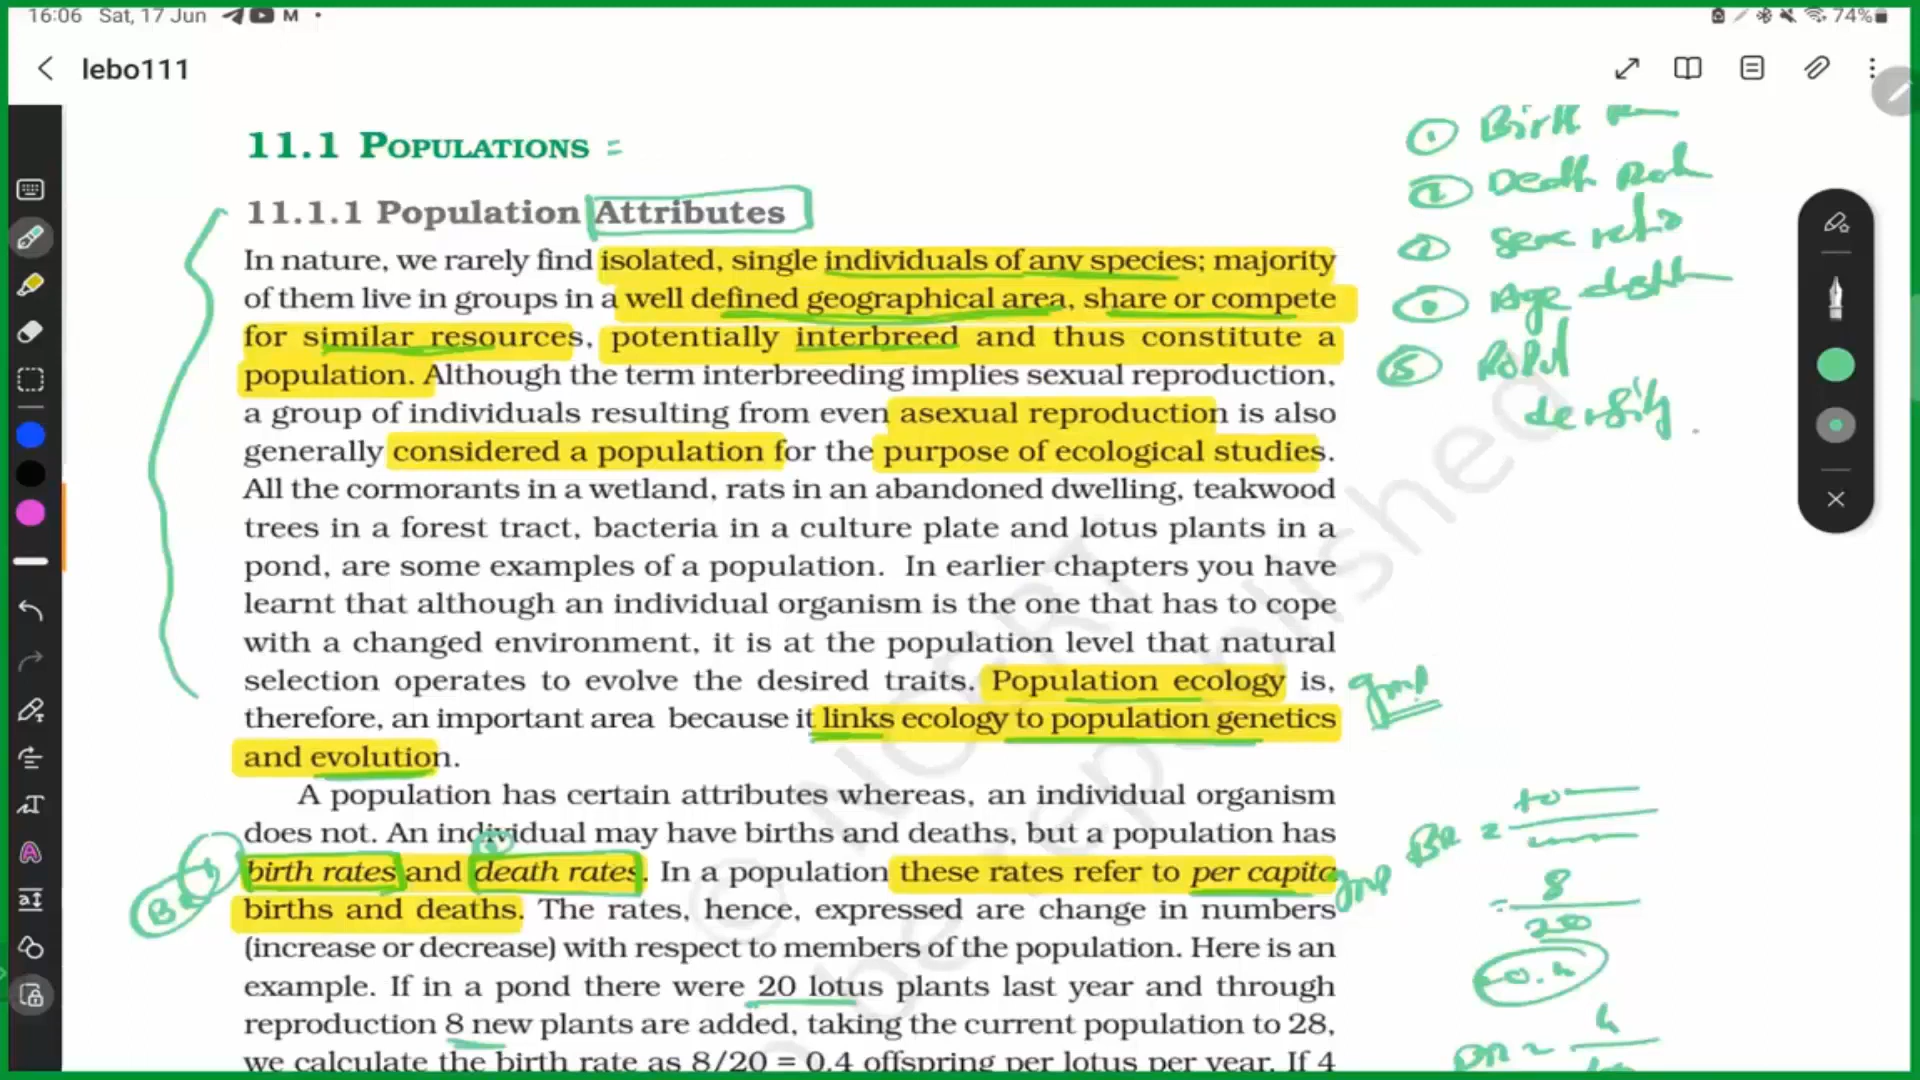 16:06 Sat, 17 Jun M
74%
lebo111
11.1 POPULATIONS =
11.1.1 Population Attributes
In nature, we rarely find isolated, single individuals of any species; majority
of them live in groups in a well defined geographical area, share or compete
for similar resources, potentially interbreed and thus constitute a
population. Although the term interbreeding implies sexual reproduction,
a group of individuals resulting from even asexual reproduction is also
generally considered a population for the purpose of ecological studies.
All the cormorants in a wetland, rats in an abandoned dwelling, teakwood
trees in a forest tract, bacteria in a culture plate and lotus plants in a
pond, are some examples of a population. In earlier chapters you have
learnt that although an individual organism is the one that has to cope
with a changed environment, it is at the population level that natural
selection operates to evolve the desired traits. Population ecology is,
therefore, an important area because it links ecology to population genetics
and evolution.
A population has certain attributes whereas, an individual organism
does not. An individual may have births and deaths, but a population has
birth rates and death rates. In a population these rates refer to per capita
births and deaths. The rates, hence, expressed are change in numbers
(increase or decrease) with respect to members of the population. Here is an
example. If in a pond there were 20 lotus plants last year and through
reproduction 8 new plants are added, taking the current population to 28,
we calculate the birth rate as 8/20 = 0.4 offspring per lotus per year. If 4
1 Birth
Death
Sex ratio
Age
5 Popul
density
Imp
Imp
BR =
= 8
20
0.4
DR = 4